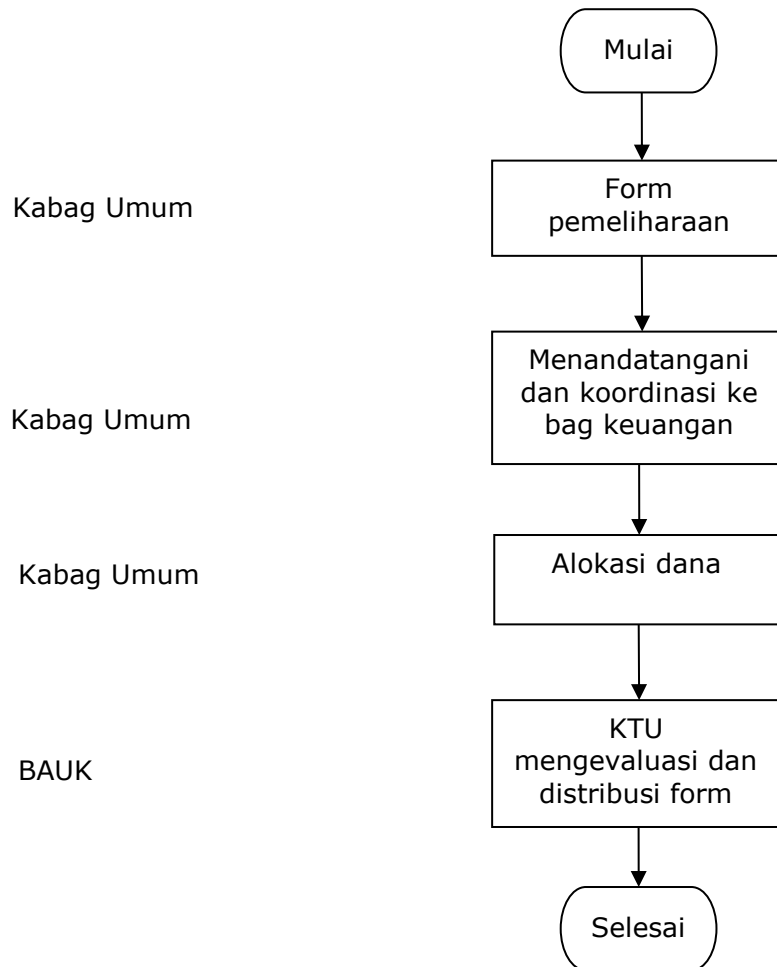 Mulai
Kabag Umum
Form
pemeliharaan
Kabag Umum
Menandatangani
dan koordinasi ke
bag keuangan
Kabag Umum
Alokasi dana
BAUK
KTU
mengevaluasi dan
distribusi form
Selesai